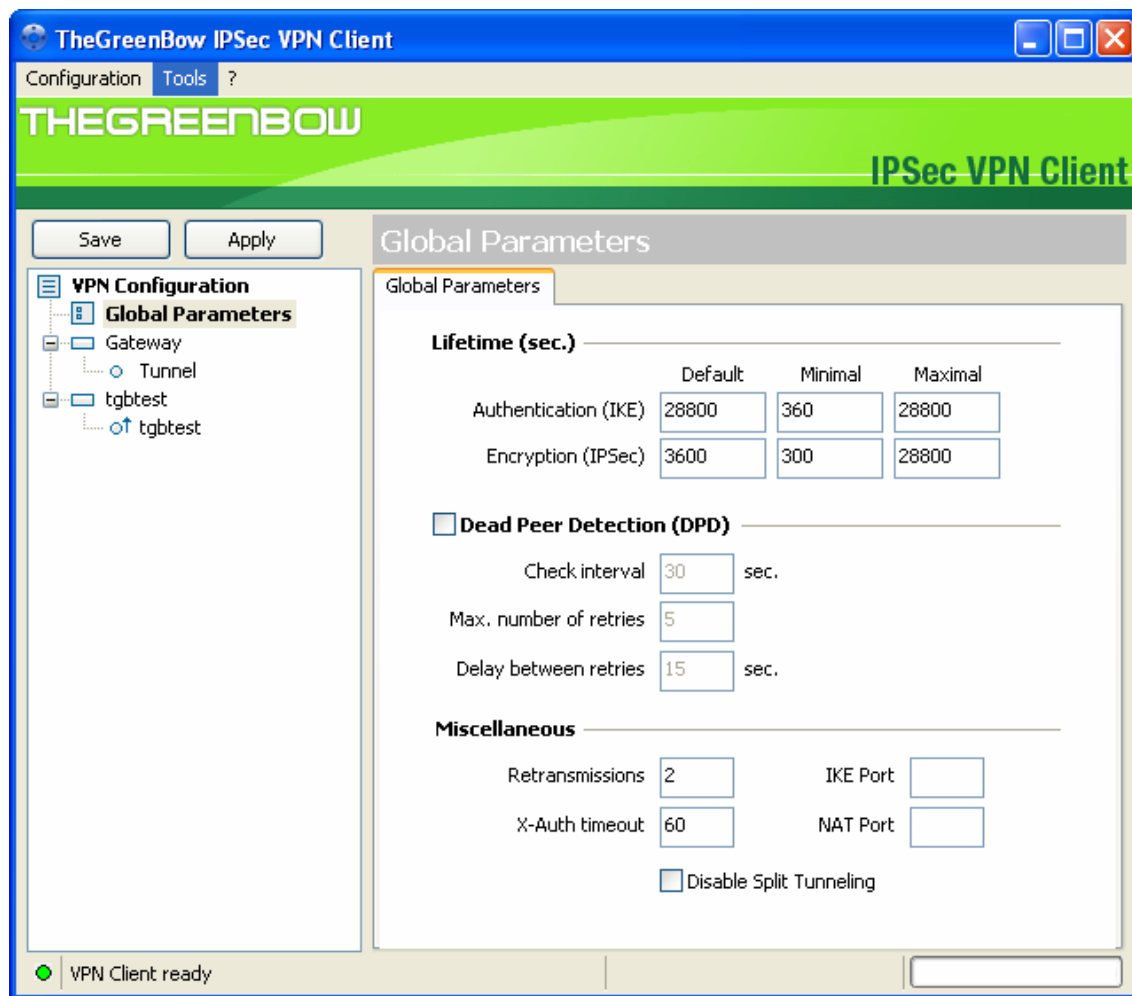 TheGreenBow IPSec VPN Client
Configuration Tools ?
THEGREENBOW
IPSec VPN Client
Save Apply
Global Parameters
VPN Configuration
Global Parameters
Gateway
Tunnel
tgbtest
tgbtest
Global Parameters
Lifetime (sec.)
Default Minimal Maximal
Authentication (IKE) 28800 360 28800
Encryption (IPSec) 3600 300 28800
Dead Peer Detection (DPD)
Check interval 30 sec.
Max. number of retries 5
Delay between retries 15 sec.
Miscellaneous
Retransmissions 2 IKE Port
X-Auth timeout 60 NAT Port
Disable Split Tunneling
VPN Client ready